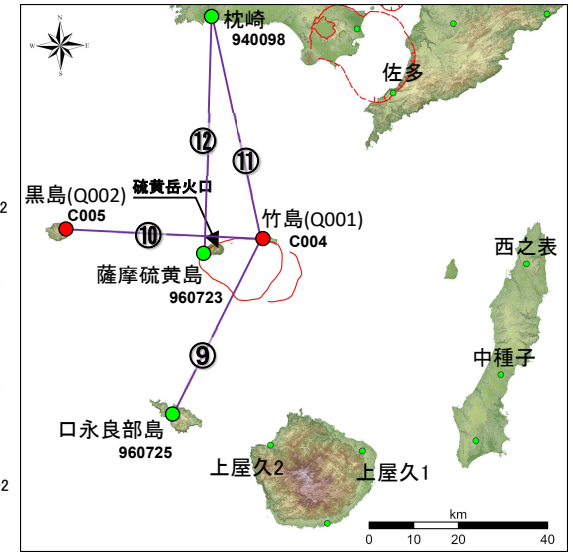 枕崎
940098
N
W
E
S
佐多
⑫
⑪
硫黄岳火口
2
黒島(Q002)
C005
⑩
竹島(Q001)
C004
西之表
薩摩硫黄島
960723
⑨
中種子
口永良部島
960725
上屋久2
上屋久1
02
km
0 10 20 40